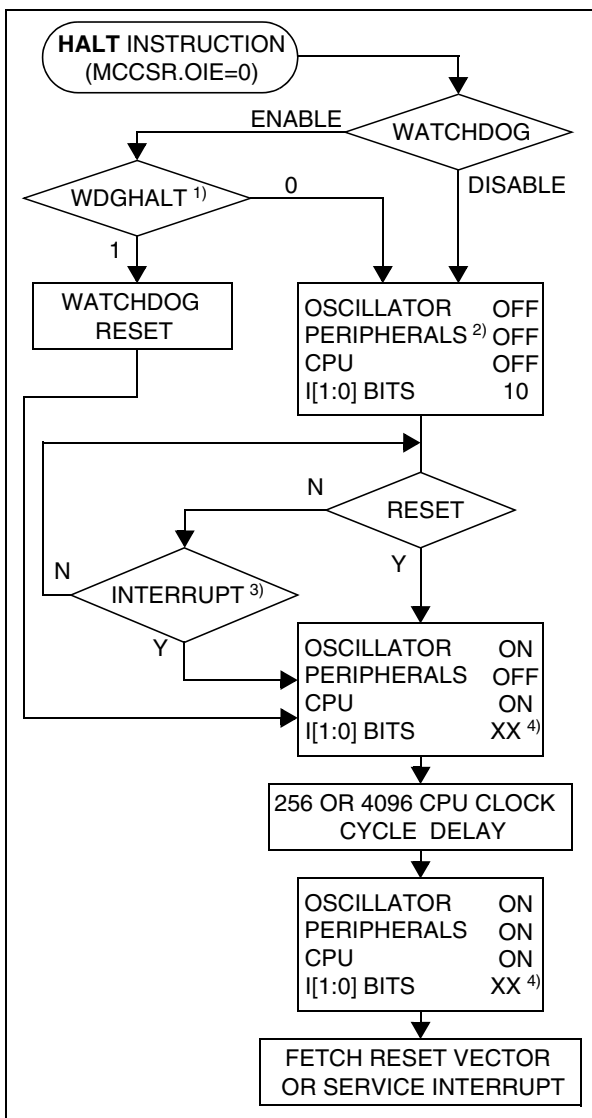 HALT INSTRUCTION
(MCCSR.OIE=0)
ENABLE
WATCHDOG
WDGHALT 1)
0
DISABLE
1
WATCHDOG
RESET
OSCILLATOR OFF
PERIPHERALS 2) OFF
CPU OFF
I[1:0] BITS 10
N
RESET
N
Y
INTERRUPT 3)
Y
OSCILLATOR ON
PERIPHERALS OFF
CPU ON
I[1:0] BITS XX 4)
256 OR 4096 CPU CLOCK
CYCLE DELAY
OSCILLATOR ON
PERIPHERALS ON
CPU ON
I[1:0] BITS XX 4)
FETCH RESET VECTOR
OR SERVICE INTERRUPT